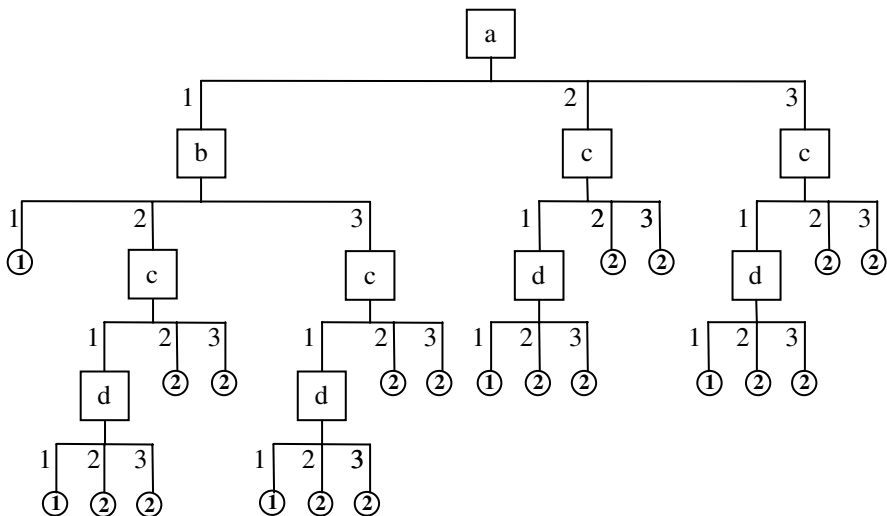 a
1 2 3
b c c
1 2 3 1 2 3 1 2 3
1 c c d 2 2 d 2 2
1 2 3 1 2 3 1 2 3 1 2 3
d 2 2 d 2 2 1 2 2 1 2 2
1 2 3 1 2 3
1 2 2 1 2 2